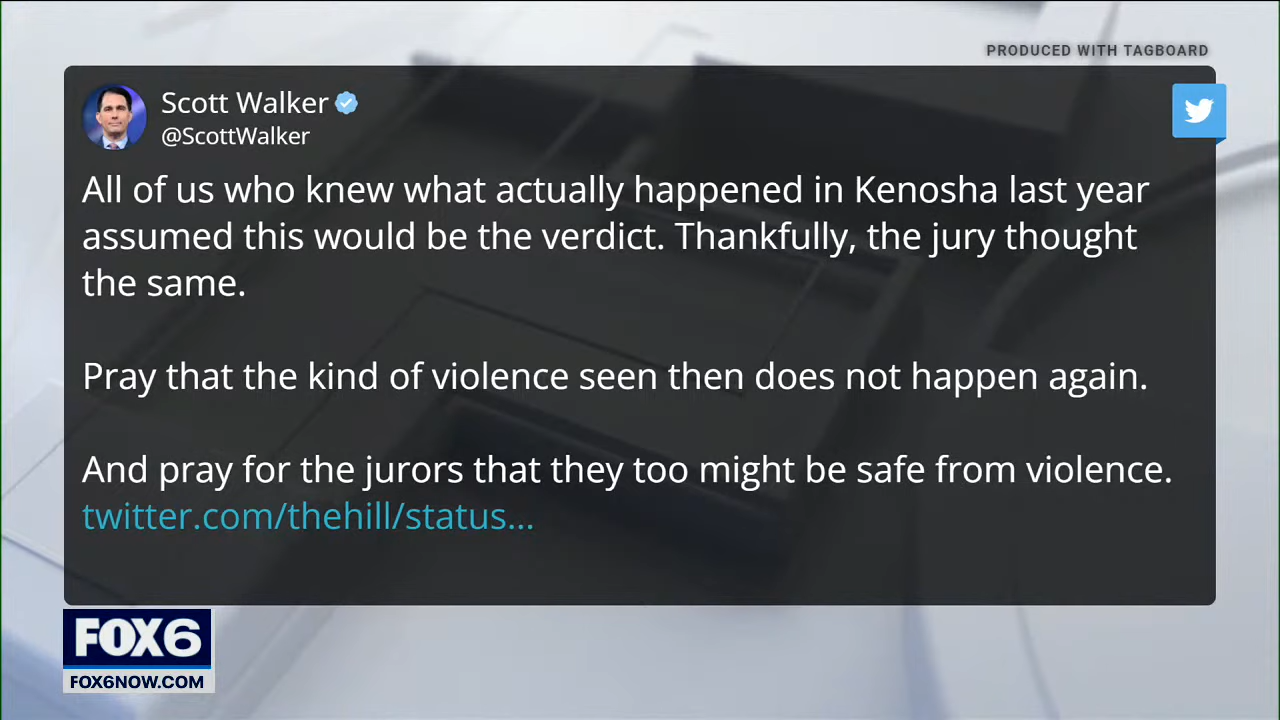 PRODUCED WITH TAGBOARD
Scott Walker
@ScottWalker
All of us who knew what actually happened in Kenosha last year
assumed this would be the verdict. Thankfully, the jury thought
the same.
Pray that the kind of violence seen then does not happen again.
And pray for the jurors that they too might be safe from violence.
twitter.com/thehill/status...
FOX6
FOX6NOW.COM